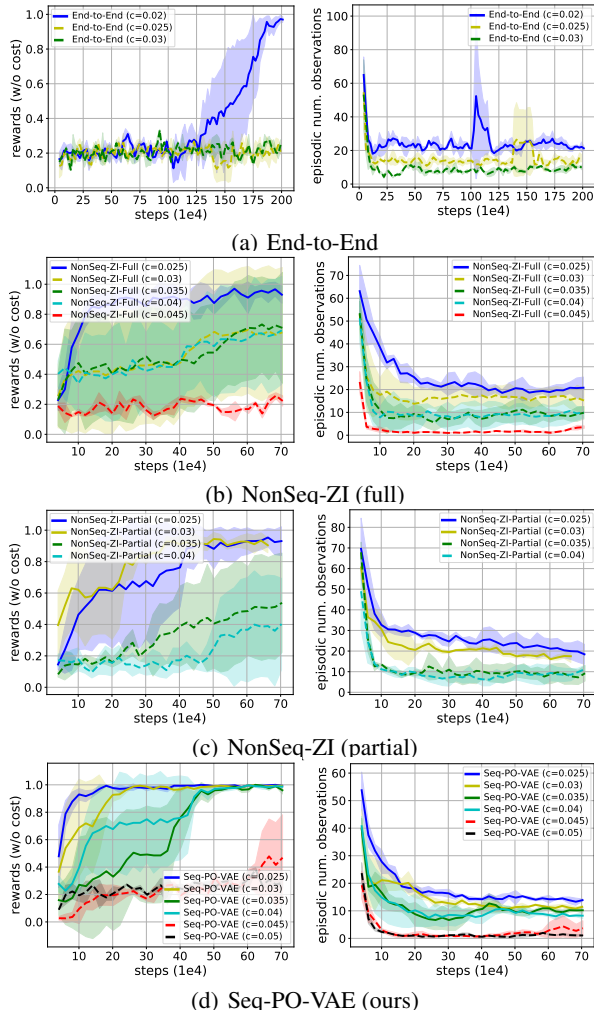 End-to-End (c=0.02)
End-to-End (c=0.025)
End-to-End (c=0.03)
rewards (w/o cost)
1.0
0.8
0.6
0.4
0.2
0.0
0 25 50 75 100 125 150 175 200
steps (1e4)
End-to-End (c=0.02)
End-to-End (c=0.025)
End-to-End (c=0.03)
episodic num. observations
100
80
60
40
20
0
0 25 50 75 100 125 150 175 200
steps (1e4)
(a) End-to-End
NonSeq-ZI-Full (c=0.025)
NonSeq-ZI-Full (c=0.03)
NonSeq-ZI-Full (c=0.035)
NonSeq-ZI-Full (c=0.04)
NonSeq-ZI-Full (c=0.045)
rewards (w/o cost)
1.0
0.8
0.6
0.4
0.2
0.0
10 20 30 40 50 60 70
steps (1e4)
NonSeq-ZI-Full (c=0.025)
NonSeq-ZI-Full (c=0.03)
NonSeq-ZI-Full (c=0.035)
NonSeq-ZI-Full (c=0.04)
NonSeq-ZI-Full (c=0.045)
episodic num. observations
70
60
50
40
30
20
10
0
10 20 30 40 50 60 70
steps (1e4)
(b) NonSeq-ZI (full)
NonSeq-ZI-Partial (c=0.025)
NonSeq-ZI-Partial (c=0.03)
NonSeq-ZI-Partial (c=0.035)
NonSeq-ZI-Partial (c=0.04)
rewards (w/o cost)
1.0
0.8
0.6
0.4
0.2
0.0
10 20 30 40 50 60 70
steps (1e4)
NonSeq-ZI-Partial (c=0.025)
NonSeq-ZI-Partial (c=0.03)
NonSeq-ZI-Partial (c=0.035)
NonSeq-ZI-Partial (c=0.04)
episodic num. observations
80
70
60
50
40
30
20
10
0
10 20 30 40 50 60 70
steps (1e4)
(c) NonSeq-ZI (partial)
rewards (w/o cost)
1.0
0.8
0.6
0.4
0.2
0.0
Seq-PO-VAE (c=0.025)
Seq-PO-VAE (c=0.03)
Seq-PO-VAE (c=0.035)
Seq-PO-VAE (c=0.04)
Seq-PO-VAE (c=0.045)
Seq-PO-VAE (c=0.05)
10 20 30 40 50 60 70
steps (1e4)
Seq-PO-VAE (c=0.025)
Seq-PO-VAE (c=0.03)
Seq-PO-VAE (c=0.035)
Seq-PO-VAE (c=0.04)
Seq-PO-VAE (c=0.045)
Seq-PO-VAE (c=0.05)
episodic num. observations
60
50
40
30
20
10
0
10 20 30 40 50 60 70
steps (1e4)
(d) Seq-PO-VAE (ours)